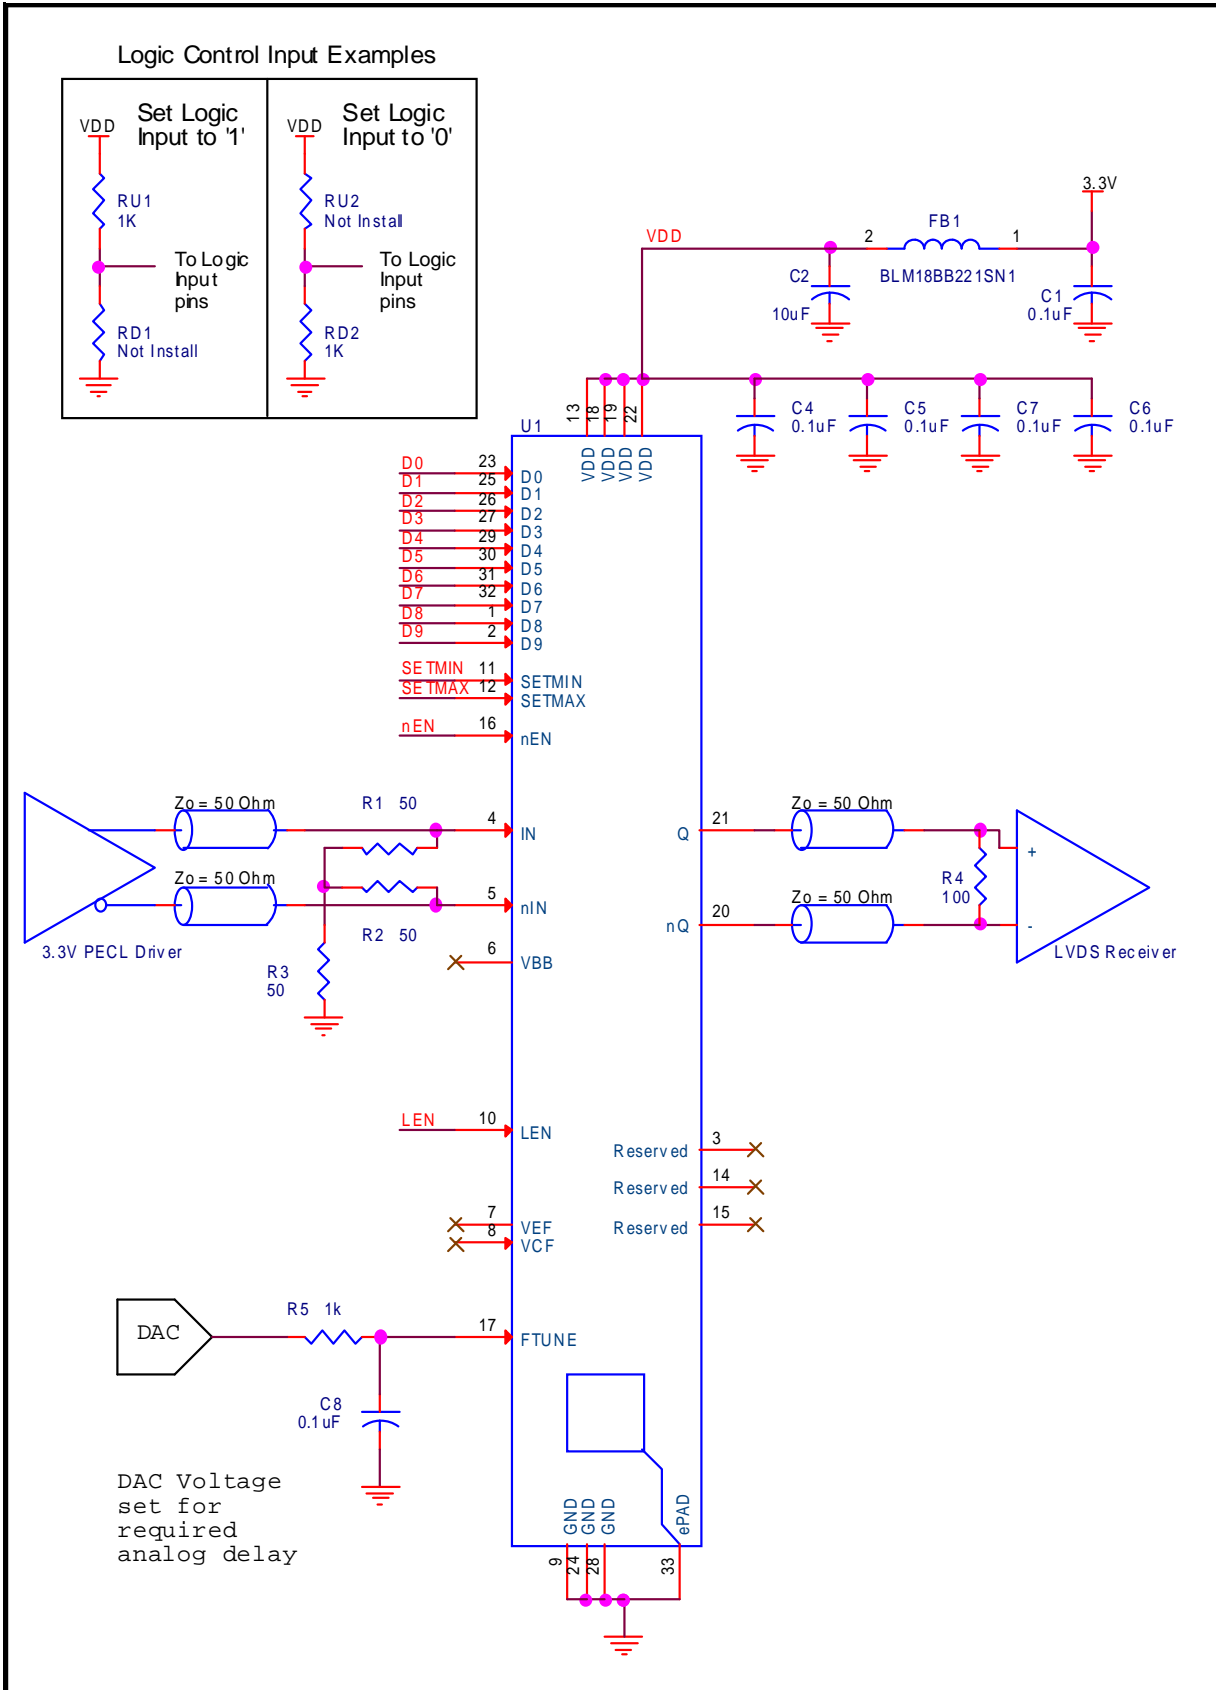 Logic Control Input Examples
Set Logic
Input to '1'
VDD
RU1
1K
To Logic
Input
pins
RD1
Not Install
Set Logic
Input to '0'
VDD
RU2
Not Install
To Logic
Input
pins
RD2
1K
3.3V
VDD
2
FB1
1
BLM18BB221SN1
C2
10uF
C1
0.1uF
C4
0.1uF
C5
0.1uF
C7
0.1uF
C6
0.1uF
U1
13
18
19
22
VDD
VDD
VDD
VDD
D0 23 D0
D1 25 D1
D2 26 D2
D3 27 D3
D4 29 D4
D5 30 D5
D6 31 D6
D7 32 D7
D8 1 D8
D9 2 D9
SETMIN 11 SETMIN
SETMAX 12 SETMAX
nEN 16 nEN
Zo = 50 Ohm
R1 50
4 IN
Zo = 50 Ohm
5 nIN
R2 50
3.3V PECL Driver
R3
50
6 VBB
Q 21
Zo = 50 Ohm
R4
100
+
-
Zo = 50 Ohm
nQ 20
LVDS Receiver
LEN 10 LEN
Reserved 3
Reserved 14
Reserved 15
7 VEF
8 VCF
DAC
R5 1k
17 FTUNE
C8
0.1uF
DAC Voltage
set for
required
analog delay
GND
GND
GND
ePAD
9
24
28
33